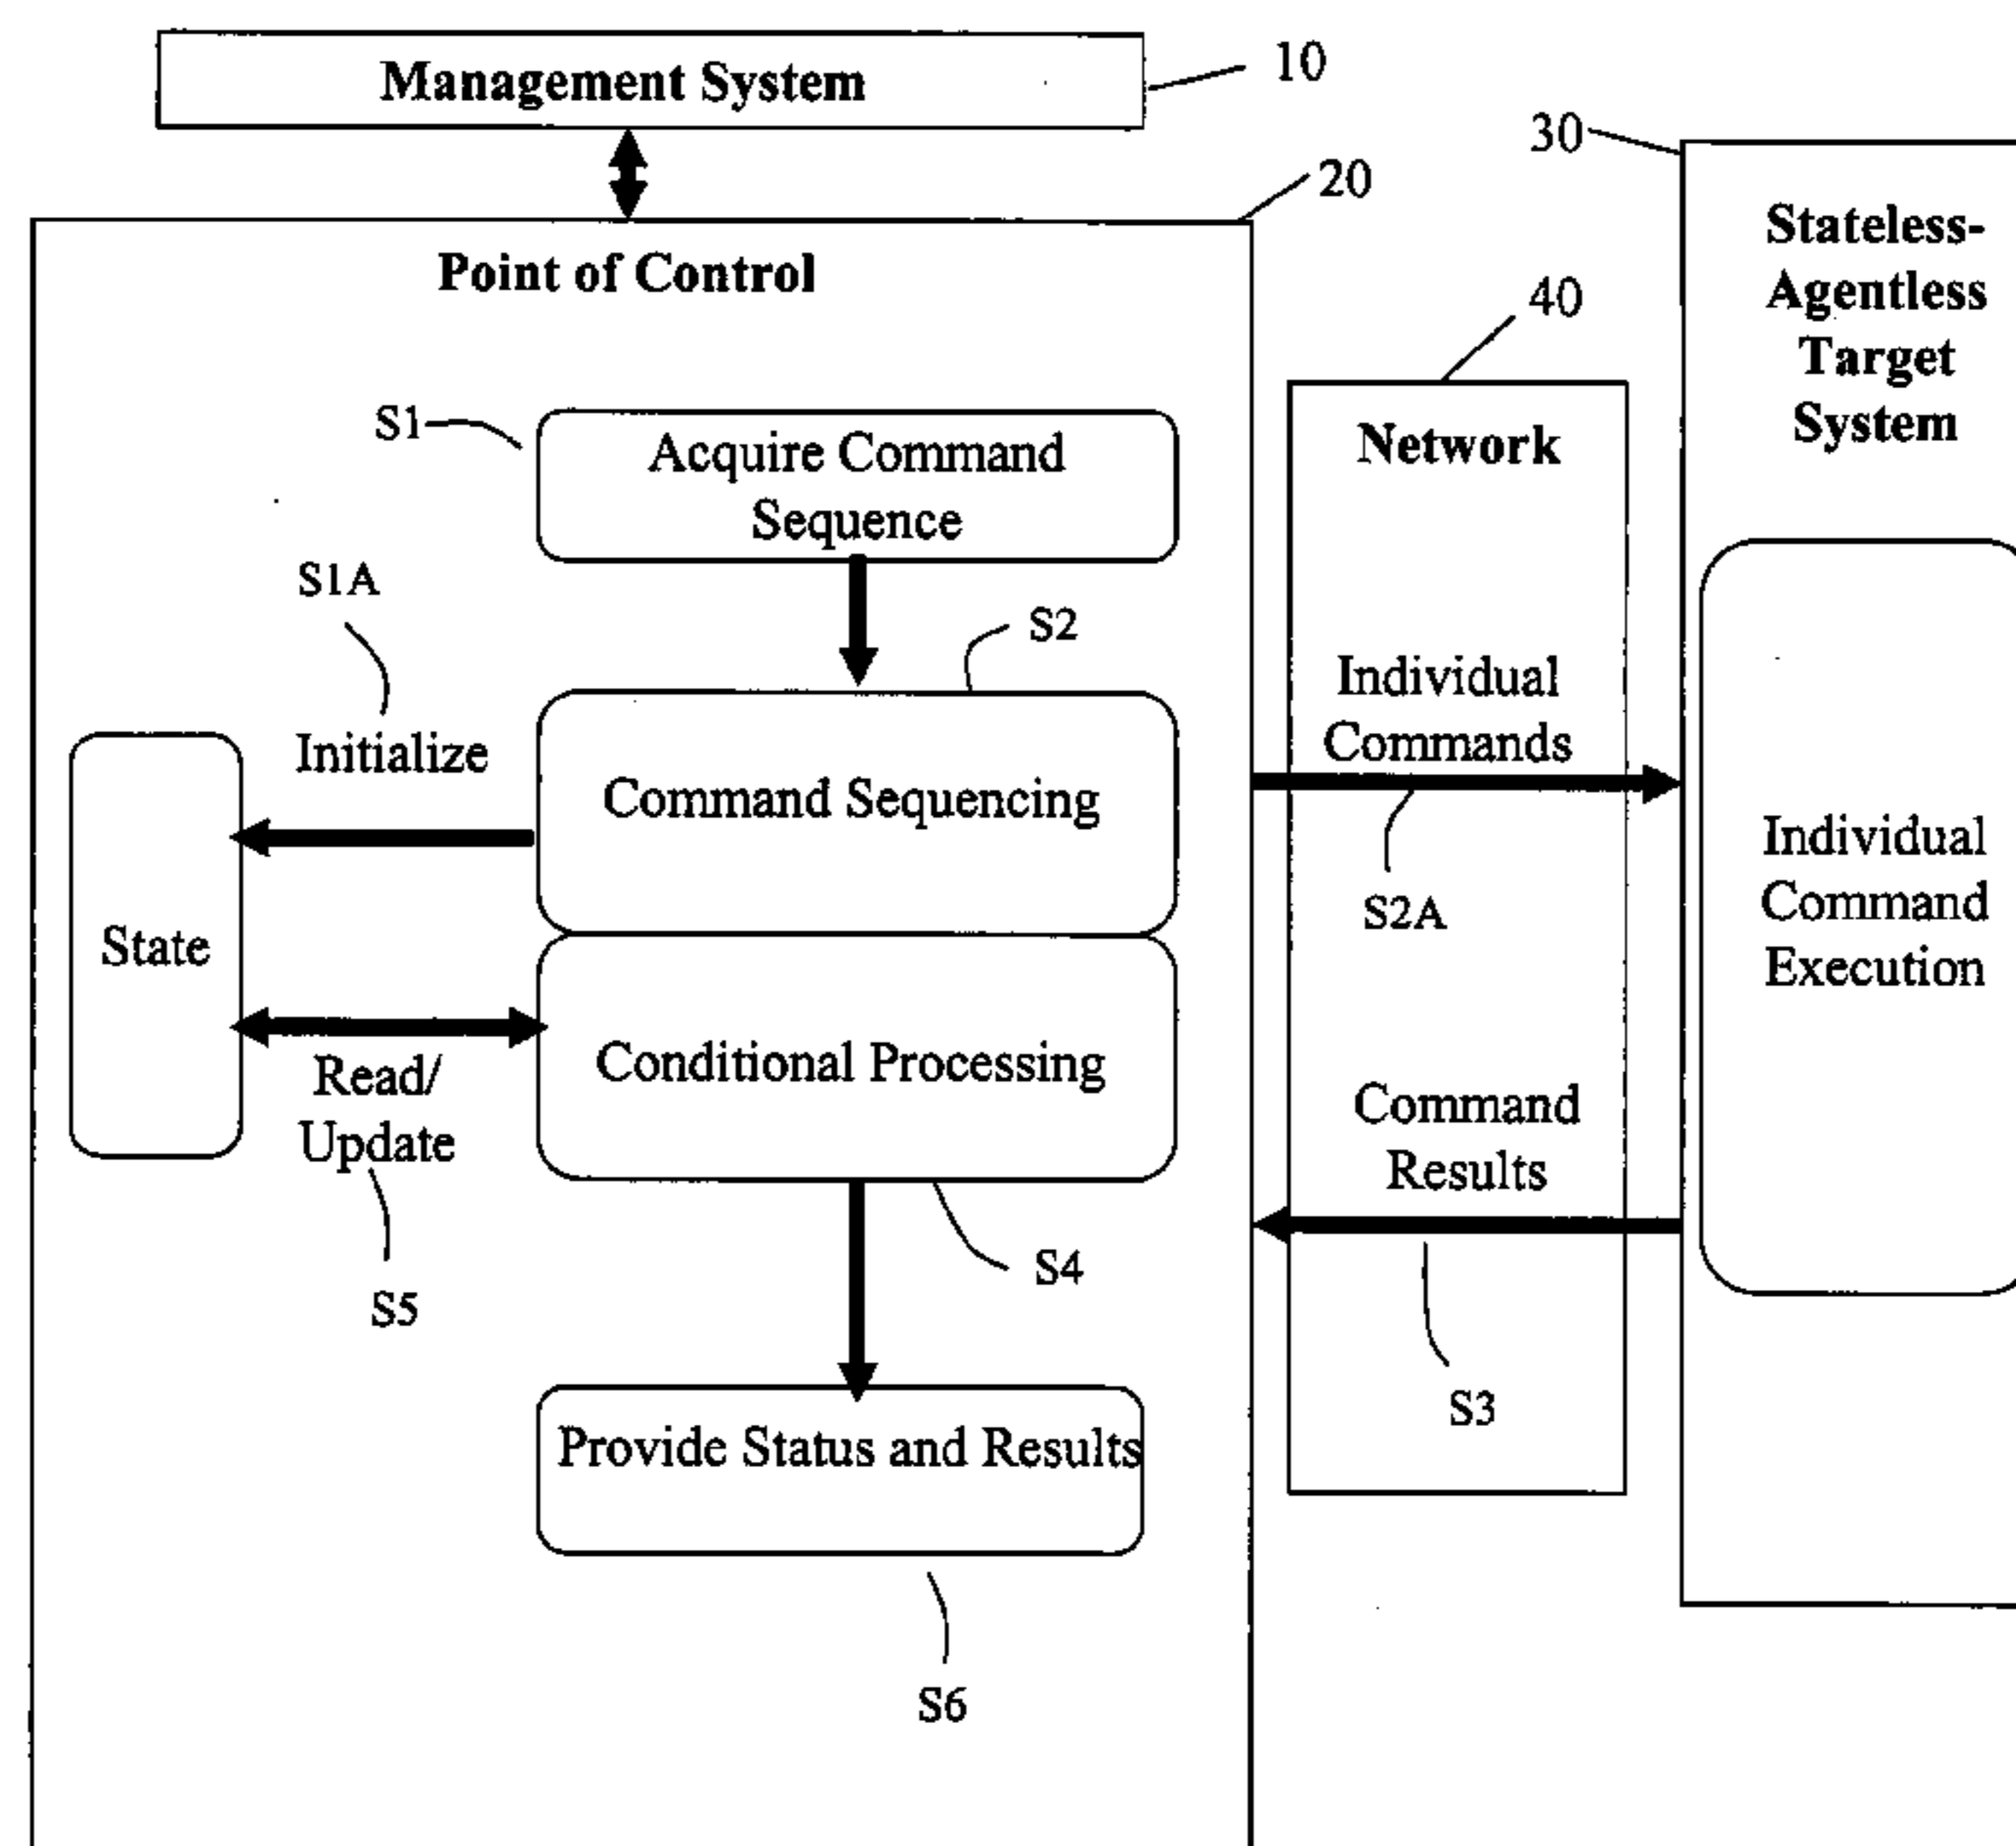 Management System
10
30
20
Point of Control
Stateless-
Agentless
Target
System
40
Network
S1
Acquire Command
Sequence
S1A
S2
Initialize
Command Sequencing
Individual
Commands
S2A
Individual
Command
Execution
State
Read/
Update
Conditional Processing
Command
Results
S5
S4
S3
Provide Status and Results
S6